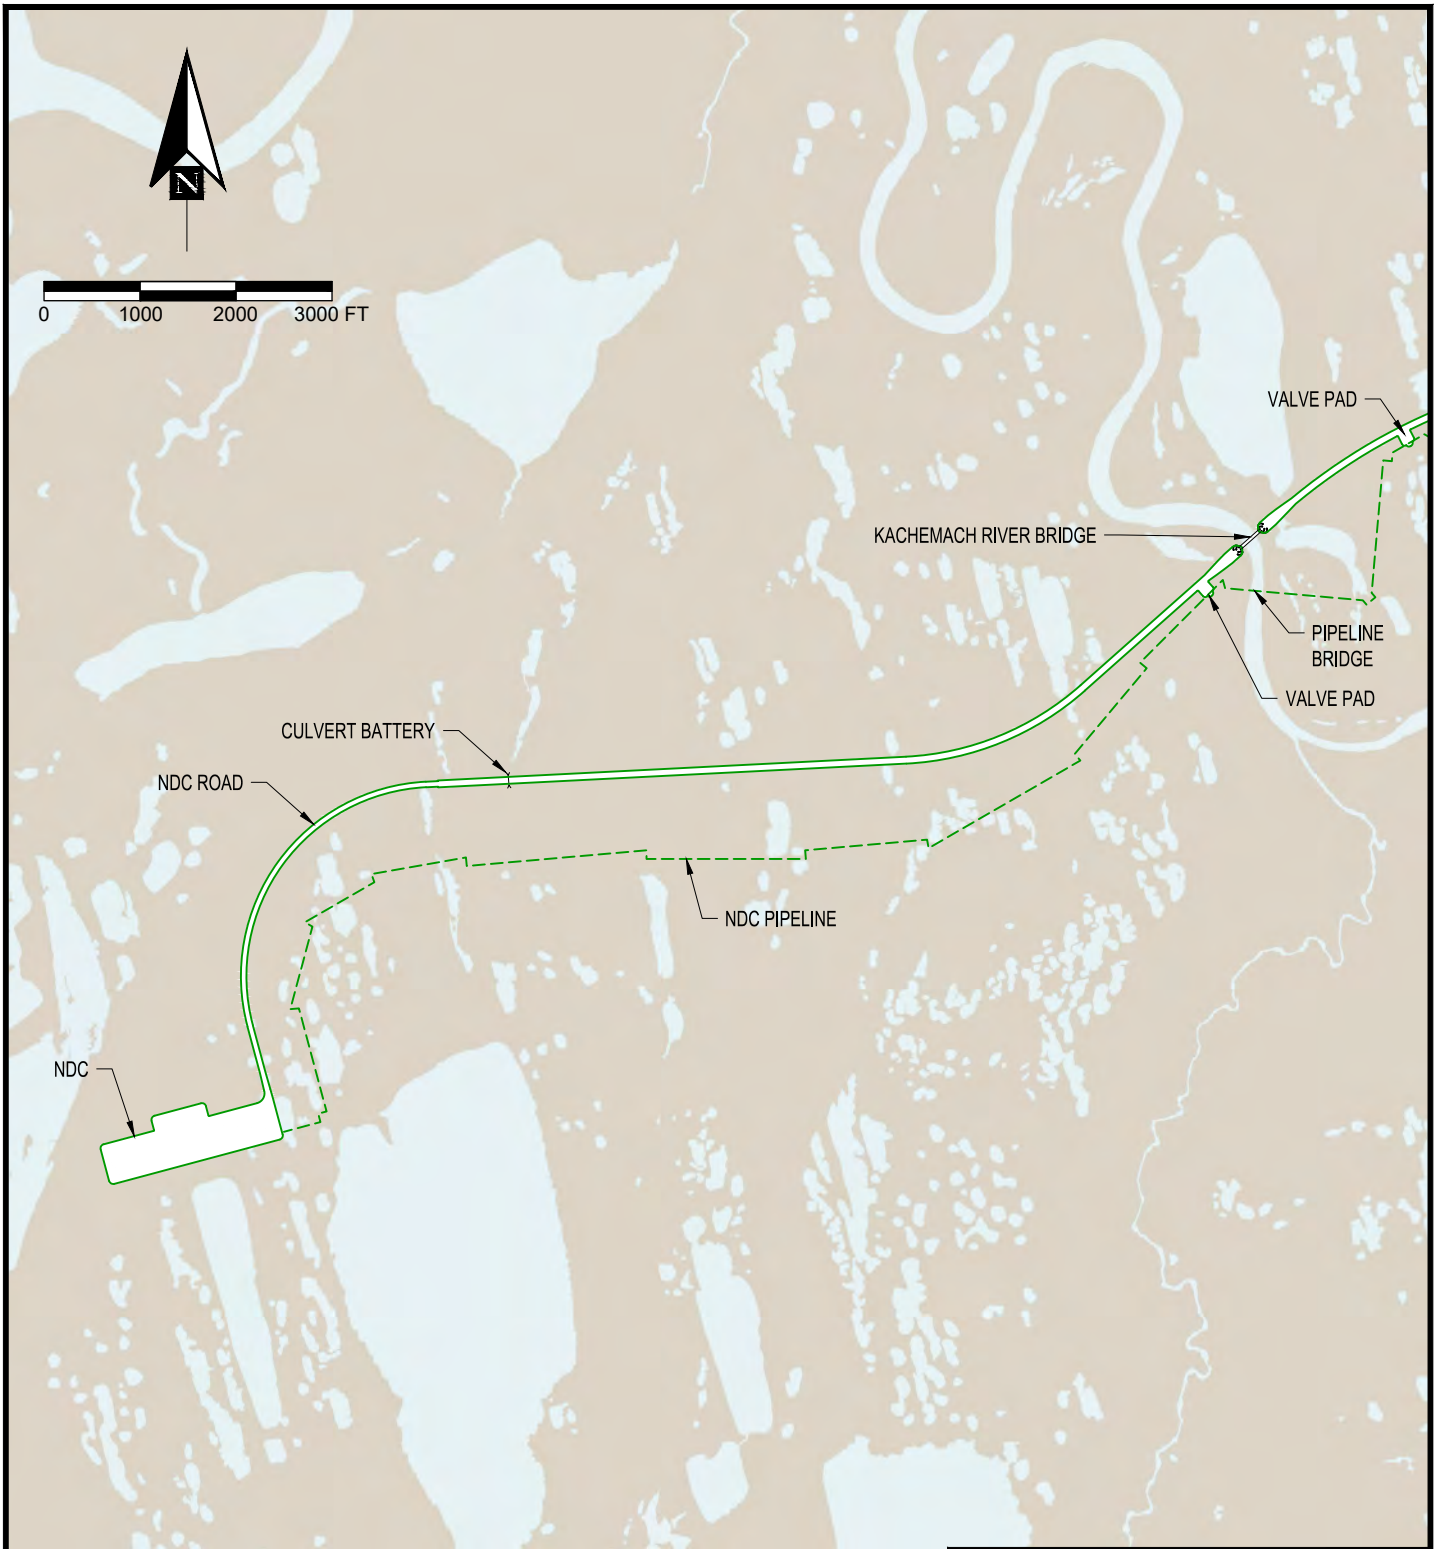 N
0 1000 2000 3000 FT
VALVE PAD
KACHEMACH RIVER BRIDGE
PIPELINE
BRIDGE
VALVE PAD
CULVERT BATTERY
NDC ROAD
NDC PIPELINE
NDC